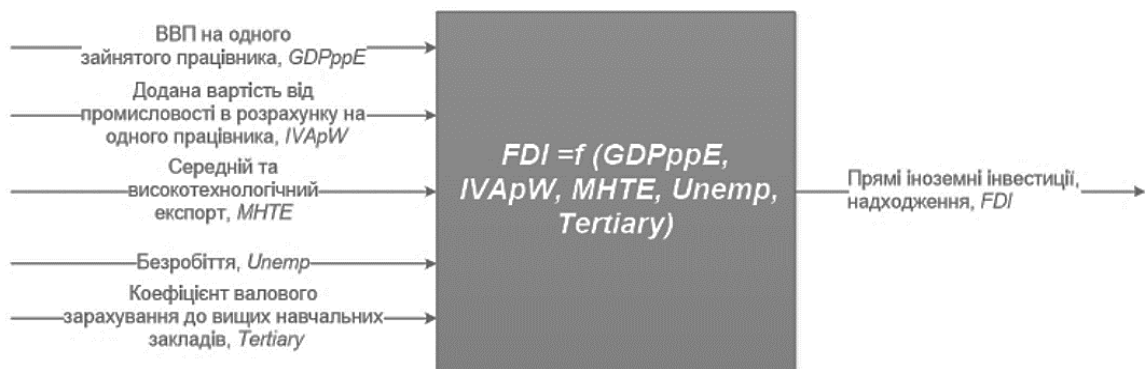 ВВП на одного
зайнятого працівника, GDPppE
Додана вартість від
промисловості в розрахунку на
одного працівника, IVApW
Середній та
високотехнологічний
експорт, MHTE
Безробіття, Unemp
Коефіцієнт валового
зарахування до вищих навчальних
закладів, Tertiary
FDI =f (GDPppE,
IVApW, MHTE, Unemp,
Tertiary)
Прямі іноземні інвестиції,
надходження, FDI